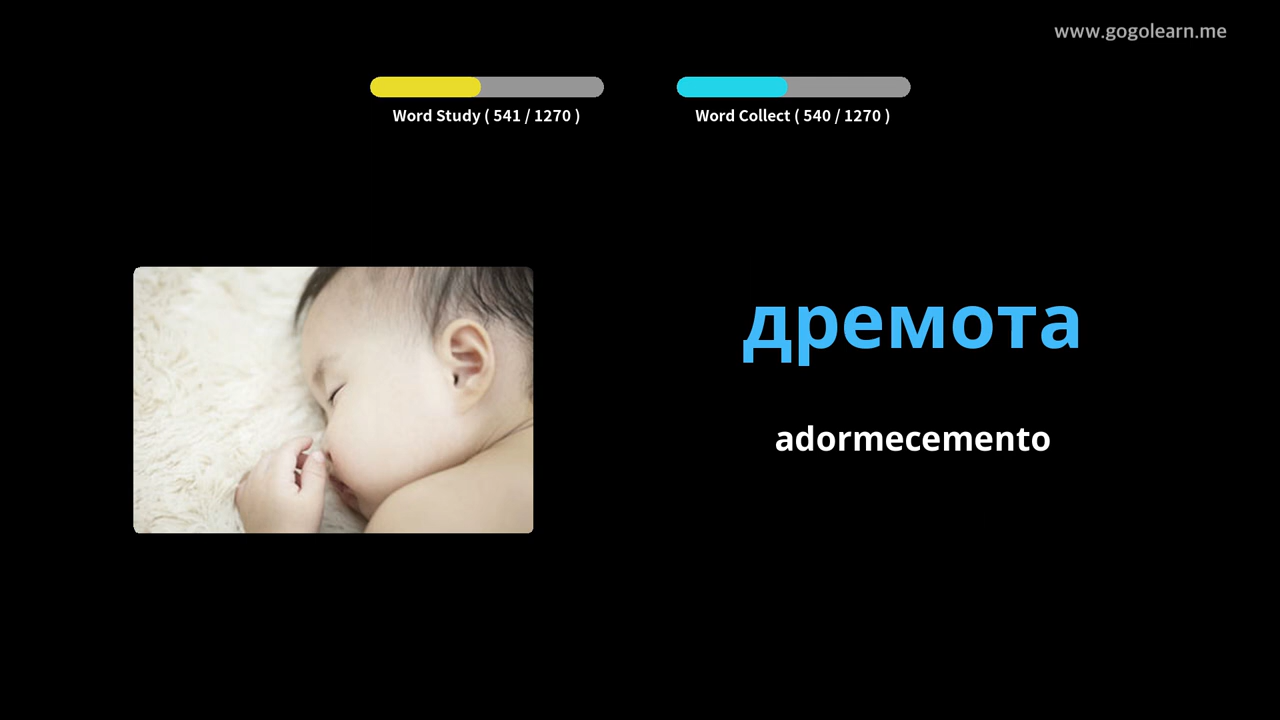 www.gogolearn.me
Word Study ( 541 / 1270 )
Word Collect ( 540 / 1270 )
дремота
adormecemento